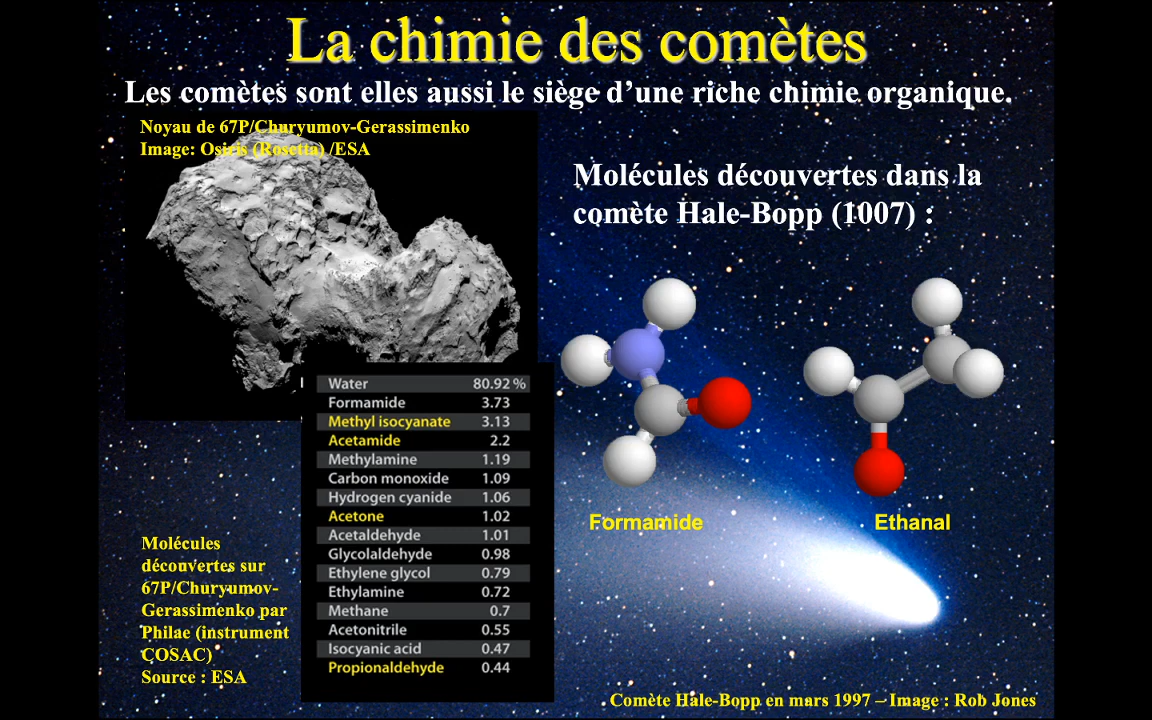 La chimie des comètes
Les comètes sont elles aussi le siège d’une riche chimie organique.
Noyau de 67P/Churyumov-Gerassimenko
Image: Osiris (Rosetta) /ESA
Molécules découvertes dans la
comète Hale-Bopp (1007) :
Water 80.92 %
Formamide 3.73
Methyl isocyanate 3.13
Acetamide 2.2
Methylamine 1.19
Carbon monoxide 1.09
Hydrogen cyanide 1.06
Acetone 1.02
Acetaldehyde 1.01
Glycolaldehyde 0.98
Ethylene glycol 0.79
Ethylamine 0.72
Methane 0.7
Acetonitrile 0.55
Isocyanic acid 0.47
Propionaldehyde 0.44
Formamide
Ethanal
Molécules
découvertes sur
67P/Churyumov-
Gerassimenko par
Philae (instrument
COSAC)
Source : ESA
Comète Hale-Bopp en mars 1997 – Image : Rob Jones